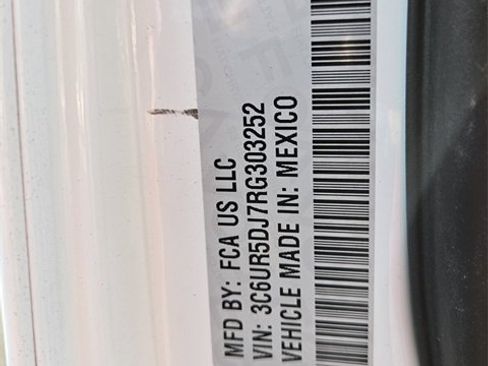 MFD BY: FCA US LLC
VIN: 3C6UR5DJ7RG303252
VEHICLE MADE IN: MEXICO